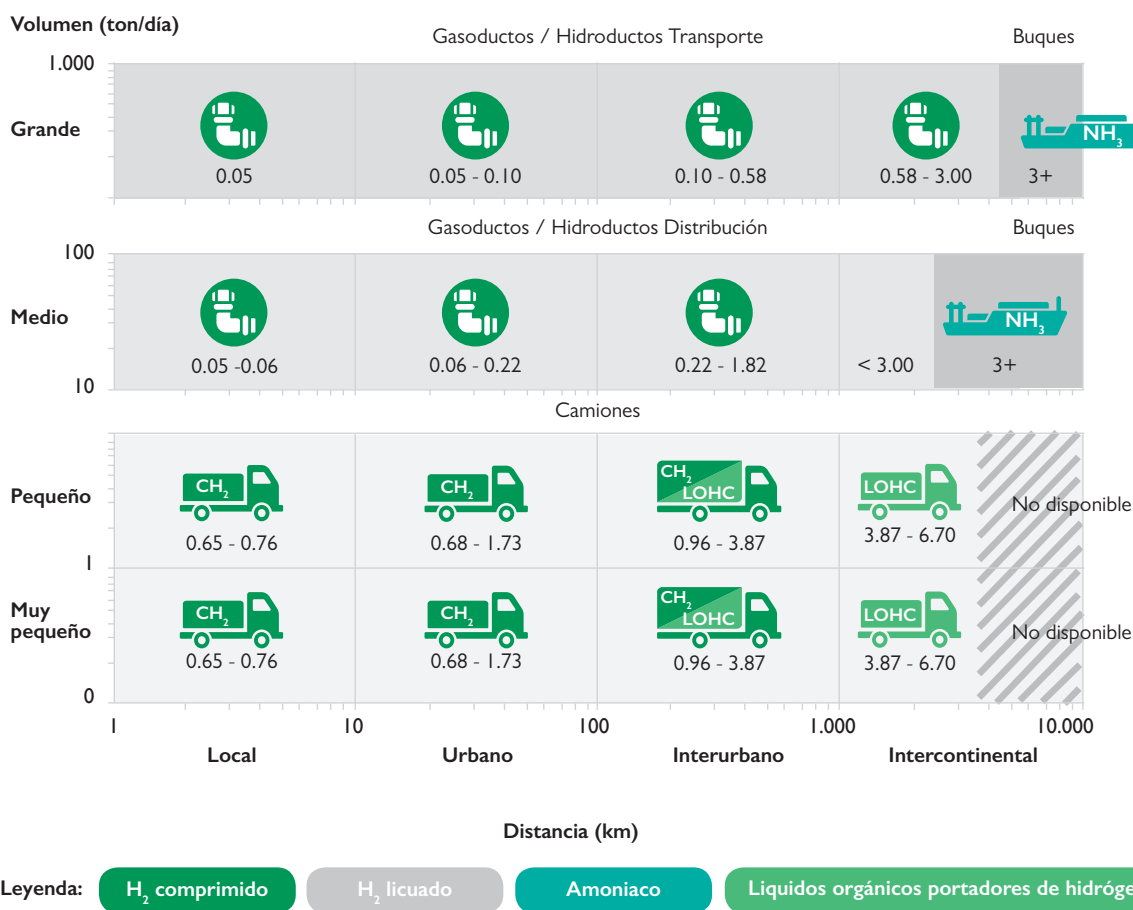 Volumen (ton/día)
Gasoductos / Hidroductos Transporte
Buques
1.000
Grande
NH3
0.05
0.05 - 0.10
0.10 - 0.58
0.58 - 3.00
3+
Gasoductos / Hidroductos Distribución
Buques
100
Medio
NH3
0.05 -0.06
0.06 - 0.22
0.22 - 1.82
< 3.00
3+
10
Camiones
Pequeño
CH2
CH2
CH2
LOHC
LOHC
No disponible
0.65 - 0.76
0.68 - 1.73
0.96 - 3.87
3.87 - 6.70
1
Muy
pequeño
CH2
CH2
CH2
LOHC
LOHC
No disponible
0.65 - 0.76
0.68 - 1.73
0.96 - 3.87
3.87 - 6.70
0
1
10
100
1.000
10.000
Local
Urbano
Interurbano
Intercontinental
Distancia (km)
Leyenda:
H2 comprimido
H2 licuado
Amoniaco
Liquidos orgánicos portadores de hidróge